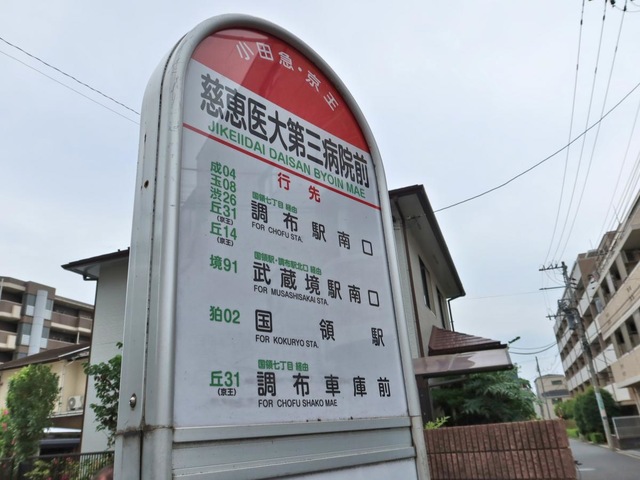 小田急・京王
慈恵医大第三病院前
JIKEIIDAI DAISAN BYOIN MAE
行先
成04
玉08
渋26
丘31
(京王)
丘14
(京王)
国領七丁目 経由
調布駅南口
FOR CHOFU STA.
境91
国領駅・調布駅北口 経由
武蔵境駅南口
FOR MUSASHISAKAI STA.
狛02
国領駅
FOR KOKURYO STA.
丘31
(京王)
国領七丁目 経由
調布車庫前
FOR CHOFU SHAKO MAE